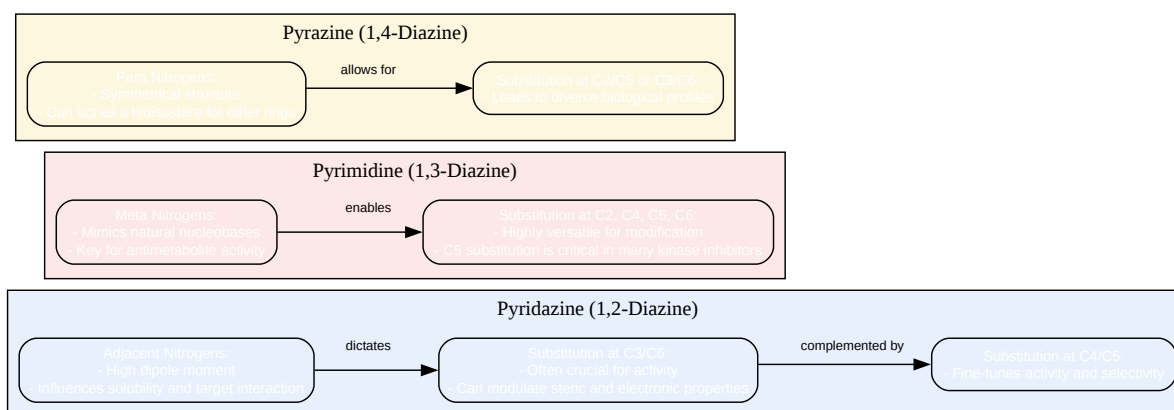 Pyrazine (1,4-Diazine)
Para Nitrogens:
- Symmetrical structure
- Can act as a bioisostere for other rings
allows for
Substitution at C2/C5 or C3/C6:
- Leads to diverse biological profiles
Pyrimidine (1,3-Diazine)
Meta Nitrogens:
- Mimics natural nucleobases
- Key for antimetabolite activity
enables
Substitution at C2, C4, C5, C6:
- Highly versatile for modification
- C5 substitution is critical in many kinase inhibitors
Pyridazine (1,2-Diazine)
Adjacent Nitrogens:
- High dipole moment
- Influences solubility and target interaction
dictates
Substitution at C3/C6:
- Often crucial for activity
- Can modulate steric and electronic properties
complemented by
Substitution at C4/C5:
- Fine-tunes activity and selectivity